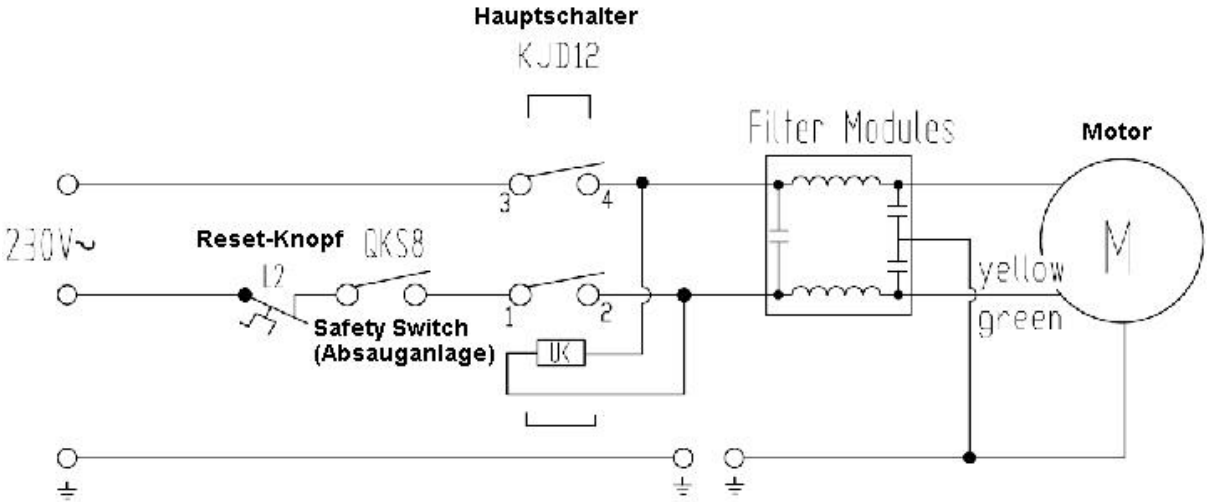 Hauptschalter
KJD12
Filter Modules
Motor
3
4
230V~
Reset-Knopf
QKS8
L2
M
yellow
green
1
2
Safety Switch
(Absauganlage)
UK